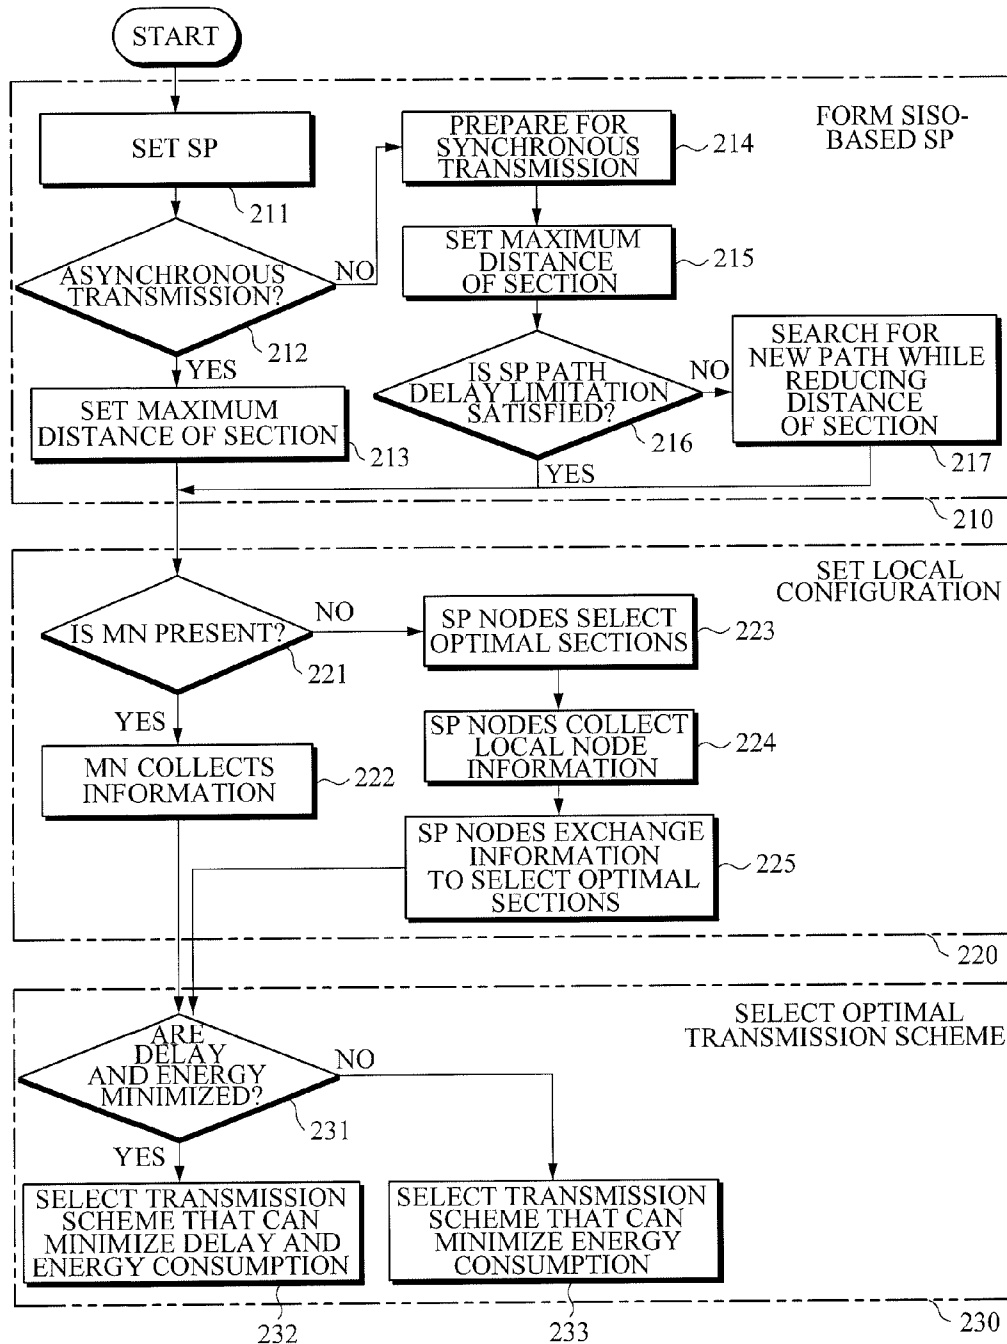 START
FORM SISO-
BASED SP
SET SP
211
PREPARE FOR
SYNCHRONOUS
TRANSMISSION
214
ASYNCHRONOUS
TRANSMISSION?
NO
212
YES
SET MAXIMUM
DISTANCE
OF SECTION
215
SET MAXIMUM
DISTANCE OF SECTION
213
IS SP PATH
DELAY LIMITATION
SATISFIED?
NO
216
YES
SEARCH FOR
NEW PATH WHILE
REDUCING
DISTANCE
OF SECTION
217
210
SET LOCAL
CONFIGURATION
IS MN PRESENT?
NO
221
YES
SP NODES SELECT
OPTIMAL SECTIONS
223
MN COLLECTS
INFORMATION
222
SP NODES COLLECT
LOCAL NODE
INFORMATION
224
SP NODES EXCHANGE
INFORMATION
TO SELECT OPTIMAL
SECTIONS
225
220
SELECT OPTIMAL
TRANSMISSION SCHEME
ARE
DELAY
AND ENERGY
MINIMIZED?
NO
231
YES
SELECT TRANSMISSION
SCHEME THAT CAN
MINIMIZE DELAY AND
ENERGY CONSUMPTION
232
SELECT TRANSMISSION
SCHEME THAT CAN
MINIMIZE ENERGY
CONSUMPTION
233
230